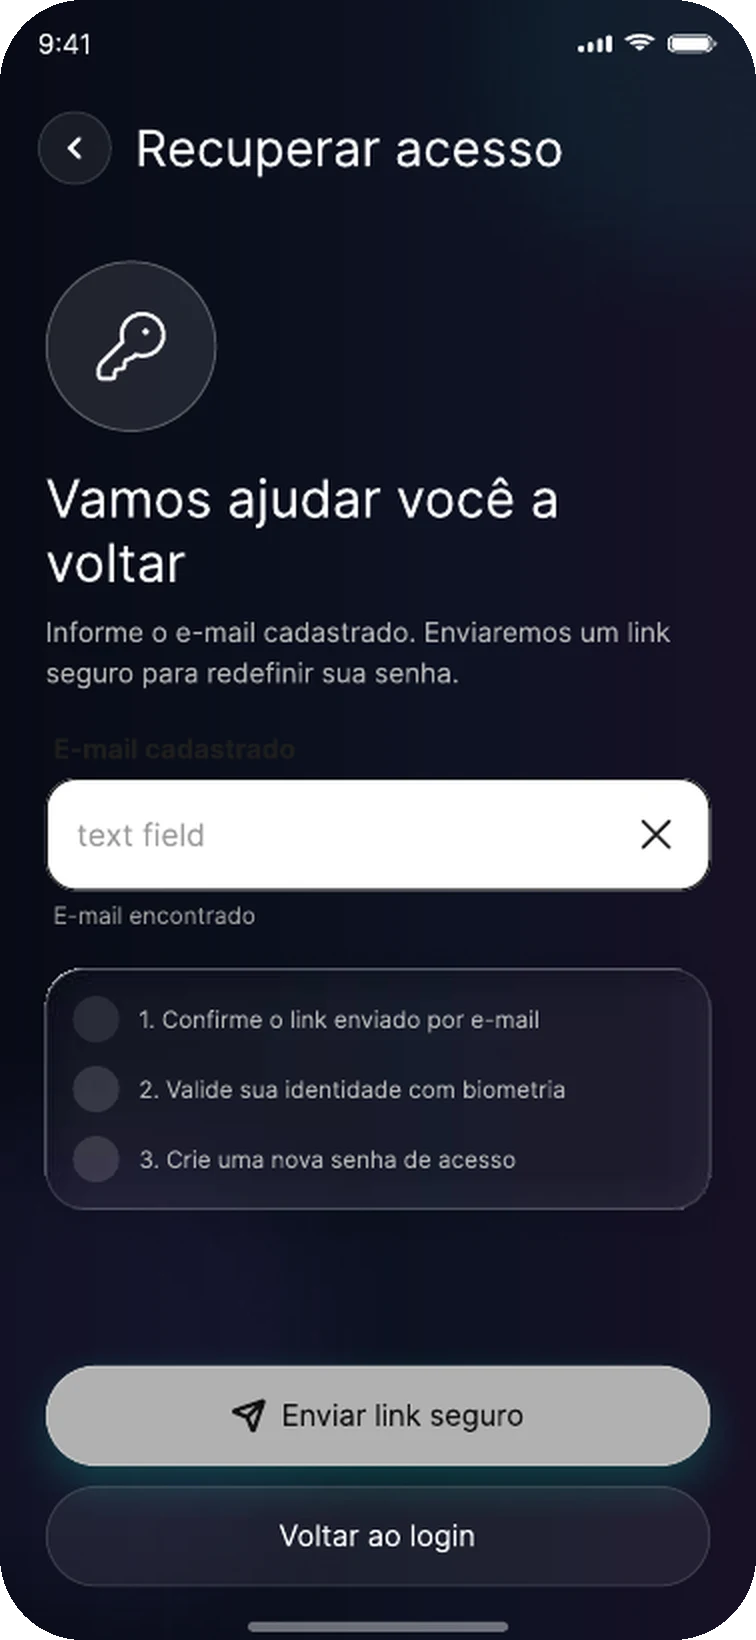 9:41
Recuperar acesso
Vamos ajudar você a
voltar
Informe o e-mail cadastrado. Enviaremos um link
seguro para redefinir sua senha.
E-mail cadastrado
text field
E-mail encontrado
1. Confirme o link enviado por e-mail
2. Valide sua identidade com biometria
3. Crie uma nova senha de acesso
Enviar link seguro
Voltar ao login